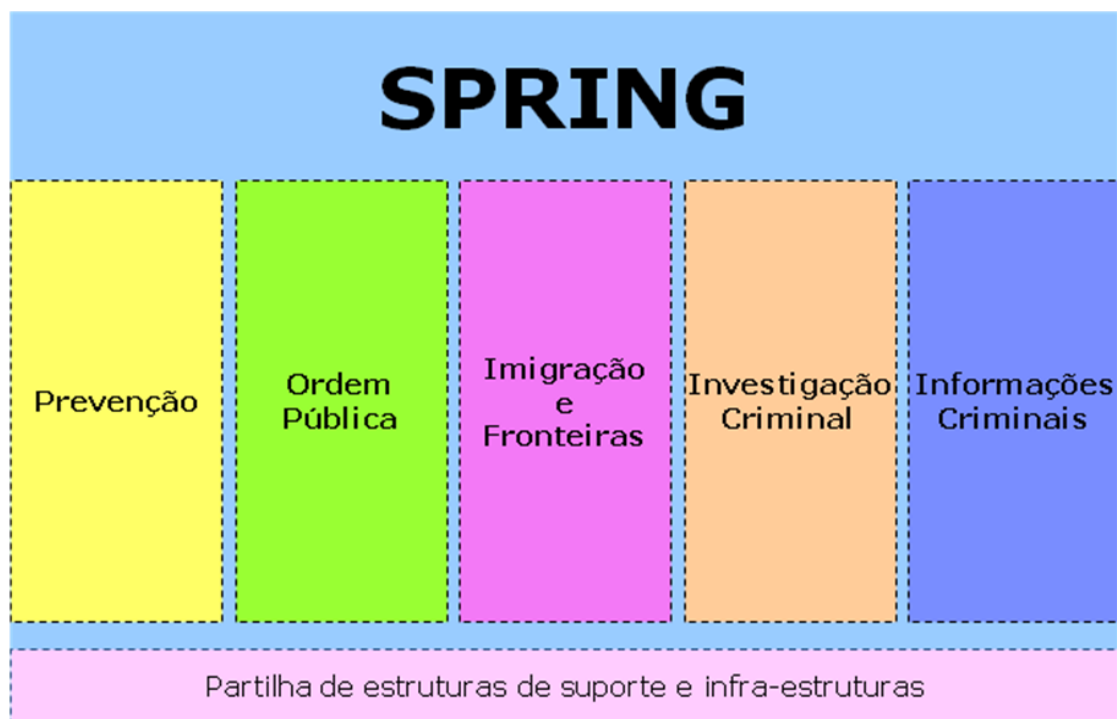 SPRING
Prevenção
Ordem
Pública
Imigração
e
Fronteiras
Investigação
Criminal
Informações
Criminais
Partilha de estruturas de suporte e infra-estruturas